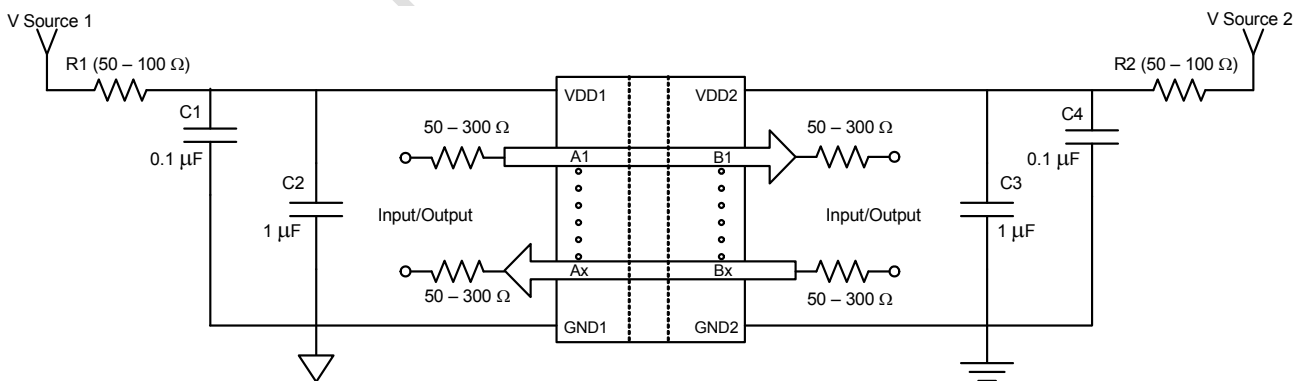 V Source 1
V Source 2
R1 (50 – 100 Ω)
R2 (50 – 100 Ω)
VDD1
VDD2
C1
C4
50 – 300 Ω
50 – 300 Ω
0.1 μF
0.1 μF
A1
B1
C2
C3
Input/Output
Input/Output
1 μF
1 μF
Ax
Bx
50 – 300 Ω
50 – 300 Ω
GND1
GND2